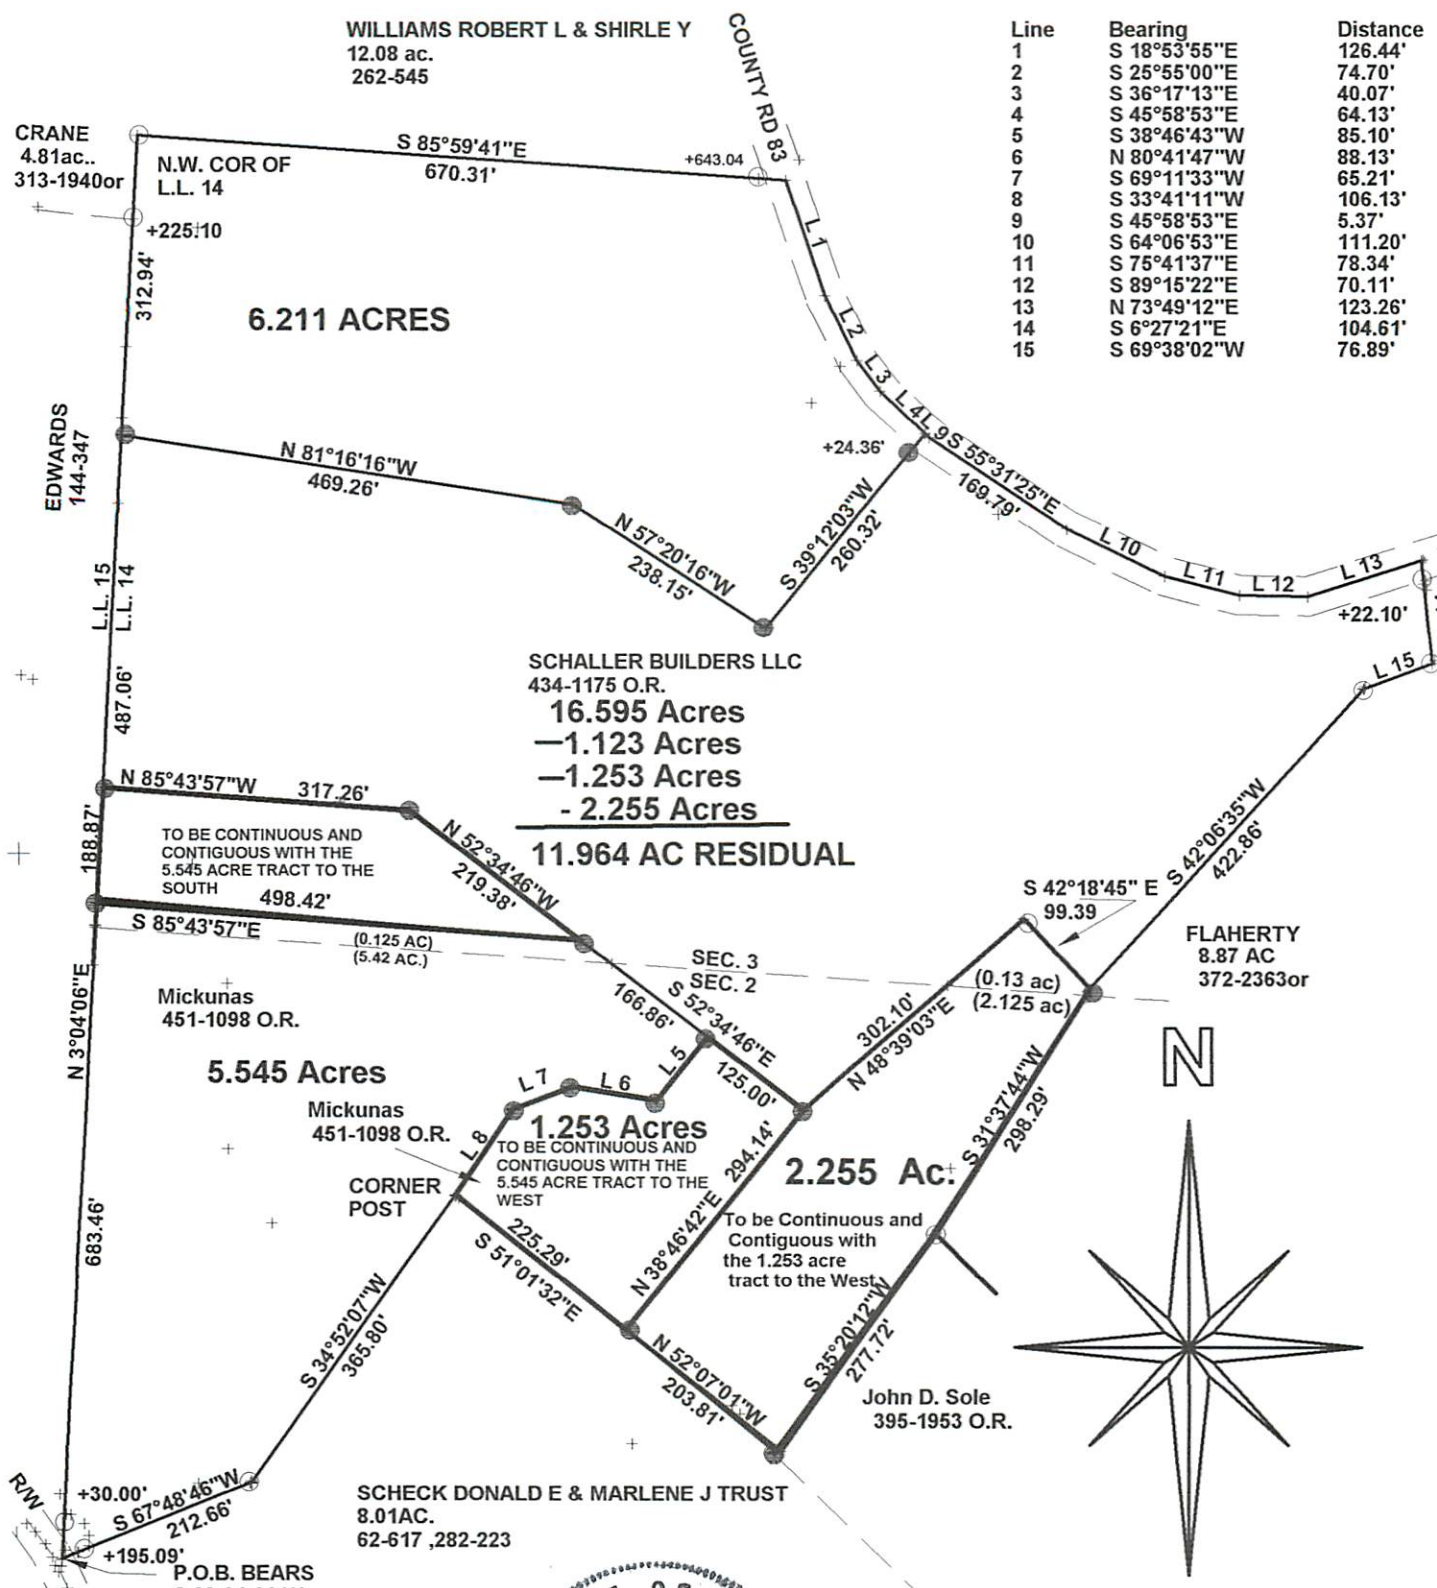 WILLIAMS ROBERT L & SHIRLE Y
12.08 ac.
262-545
COUNTY RD 83
Line Bearing Distance
1 S 18°53'55"E 126.44'
2 S 25°55'00"E 74.70'
3 S 36°17'13"E 40.07'
4 S 45°58'53"E 64.13'
5 S 38°46'43"W 85.10'
6 N 80°41'47"W 88.13'
7 S 69°11'33"W 65.21'
8 S 33°41'11"W 106.13'
9 S 45°58'53"E 5.37'
10 S 64°06'53"E 111.20'
11 S 75°41'37"E 78.34'
12 S 89°15'22"E 70.11'
13 N 73°49'12"E 123.26'
14 S 6°27'21"E 104.61'
15 S 69°38'02"W 76.89'
CRANE
4.81ac..
313-1940or
N.W. COR OF
L.L. 14
S 85°59'41"E
670.31'
+643.04
+225.10
312.94'
6.211 ACRES
L 1
L 2
L 3
L 4
L 9
S 55°31'25"E
169.79'
+24.36'
L 10
L 11
L 12
L 13
+22.10'
L 15
EDWARDS
144-347
N 81°16'16"W
469.26'
N 57°20'16"W
238.15'
S 39°12'03"W
260.32'
L.L. 15
L.L. 14
487.06'
SCHALLER BUILDERS LLC
434-1175 O.R.
16.595 Acres
—1.123 Acres
—1.253 Acres
- 2.255 Acres
11.964 AC RESIDUAL
N 85°43'57"W 317.26'
188.87'
TO BE CONTINUOUS AND
CONTIGUOUS WITH THE
5.545 ACRE TRACT TO THE
SOUTH
N 52°34'46"W
219.38'
498.42'
S 85°43'57"E
(0.125 AC)
(5.42 AC.)
SEC. 3
SEC. 2
S 42°06'35"W
422.86'
S 42°18'45" E
99.39
FLAHERTY
8.87 AC
372-2363or
(0.13 ac)
(2.125 ac)
N 3°04'06"E
683.46'
Mickunas
451-1098 O.R.
5.545 Acres
Mickunas
451-1098 O.R.
166.86'
S 52°34'46"E
125.00'
302.10'
N 48°39'03"E
L 5
L 6
L 7
L 8
1.253 Acres
TO BE CONTINUOUS AND
CONTIGUOUS WITH THE
5.545 ACRE TRACT TO THE
WEST
CORNER
POST
294.14'
N 38°46'42"E
2.255 Ac.
To be Continuous and
Contiguous with
the 1.253 acre
tract to the West
S 31°37'44"W
298.29'
N
225.29'
S 51°01'32"E
S 34°52'07"W
365.80'
N 52°07'01"W
203.81'
S 35°20'12"W
277.72'
John D. Sole
395-1953 O.R.
SCHECK DONALD E & MARLENE J TRUST
8.01AC.
62-617 ,282-223
R/W
+30.00'
S 67°48'46"W
212.66'
+195.09'
P.O.B. BEARS